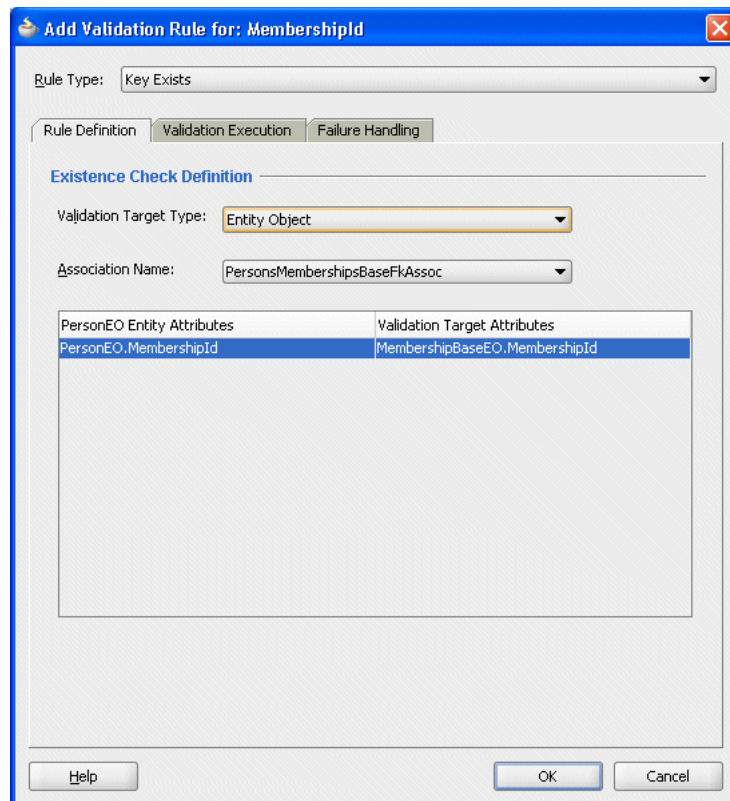 Add Validation Rule for: MembershipId
Rule Type: Key Exists
Rule Definition Validation Execution Failure Handling
Existence Check Definition
Validation Target Type: Entity Object
Association Name: PersonsMembershipsBaseFkAssoc
PersonEO Entity Attributes Validation Target Attributes
PersonEO.MembershipId MembershipBaseEO.MembershipId
Help OK Cancel